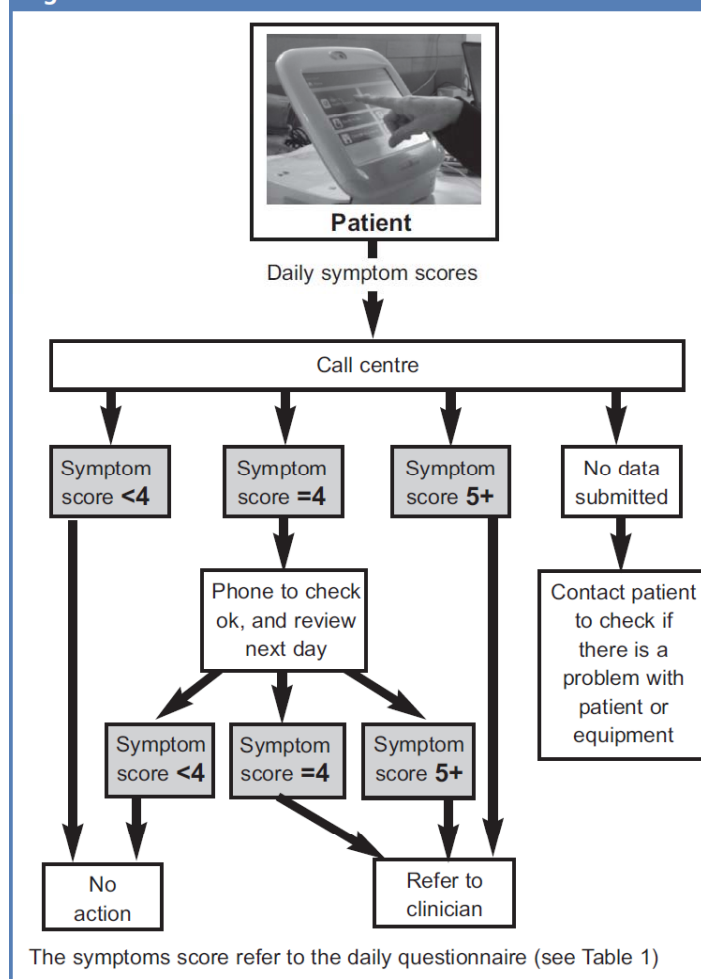 Patient
Daily symptom scores
Call centre
Symptom
score <4
Symptom
score =4
Symptom
score 5+
No data
submitted
Phone to check
ok, and review
next day
Contact patient
to check if
there is a
problem with
patient or
equipment
Symptom
score <4
Symptom
score =4
Symptom
score 5+
No
action
Refer to
clinician
The symptoms score refer to the daily questionnaire (see Table 1)